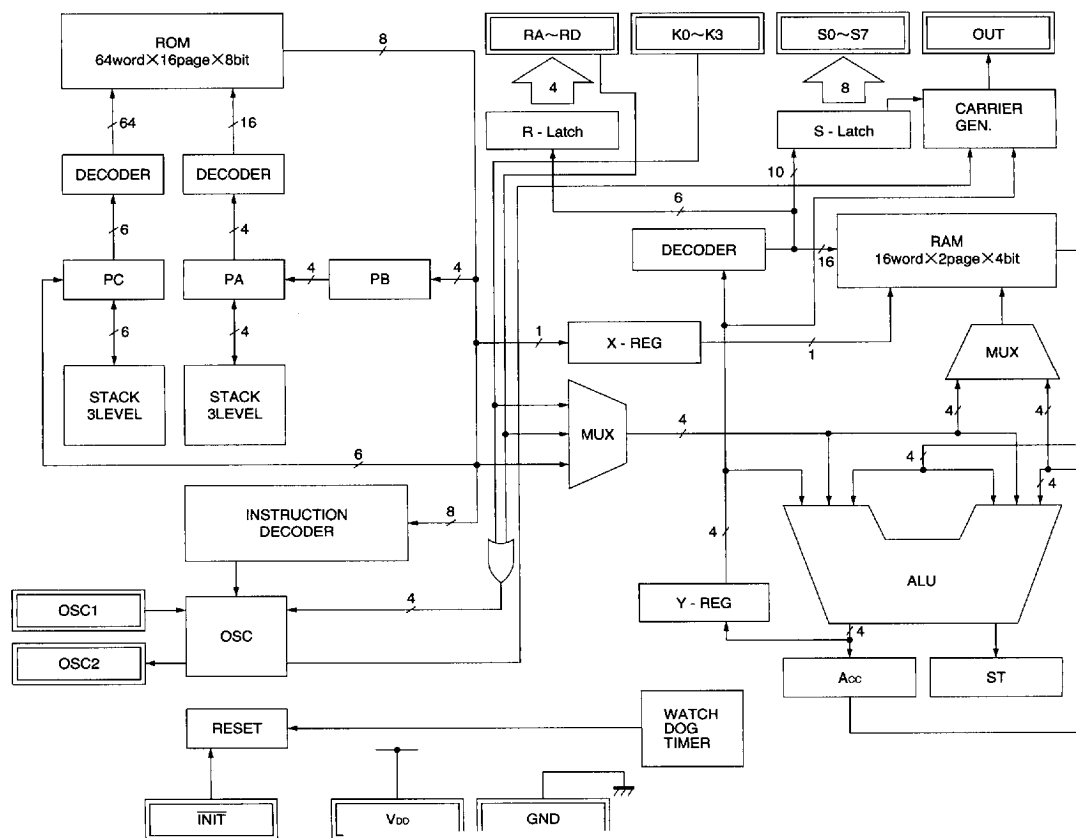 ROM
64word×16page×8bit
8
RA~RD
K0~K3
S0~S7
OUT
4
8
R - Latch
S - Latch
CARRIER
GEN.
64
16
DECODER
DECODER
10
6
6
4
DECODER
16
RAM
16word×2page×4bit
PC
PA
4
PB
4
6
4
1
X - REG
1
MUX
STACK
3LEVEL
STACK
3LEVEL
MUX
4
4
4
6
4
4
INSTRUCTION
DECODER
8
4
ALU
OSC1
OSC
4
Y - REG
4
OSC2
Acc
ST
RESET
WATCH
DOG
TIMER
INIT
VDD
GND